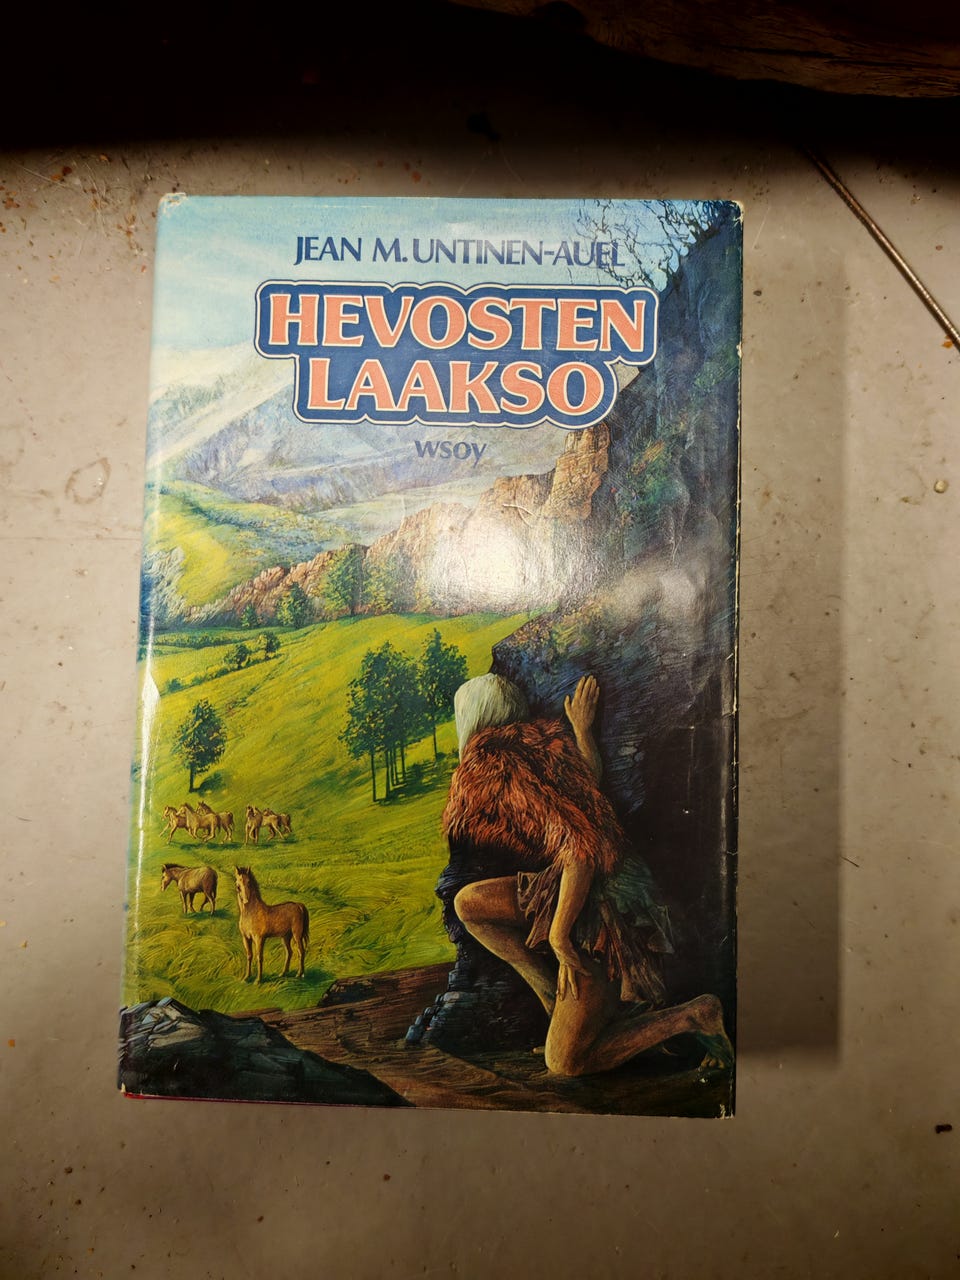 JEAN M. UNTINEN-AUEL
HEVOSTEN
LAAKSO
wsoy